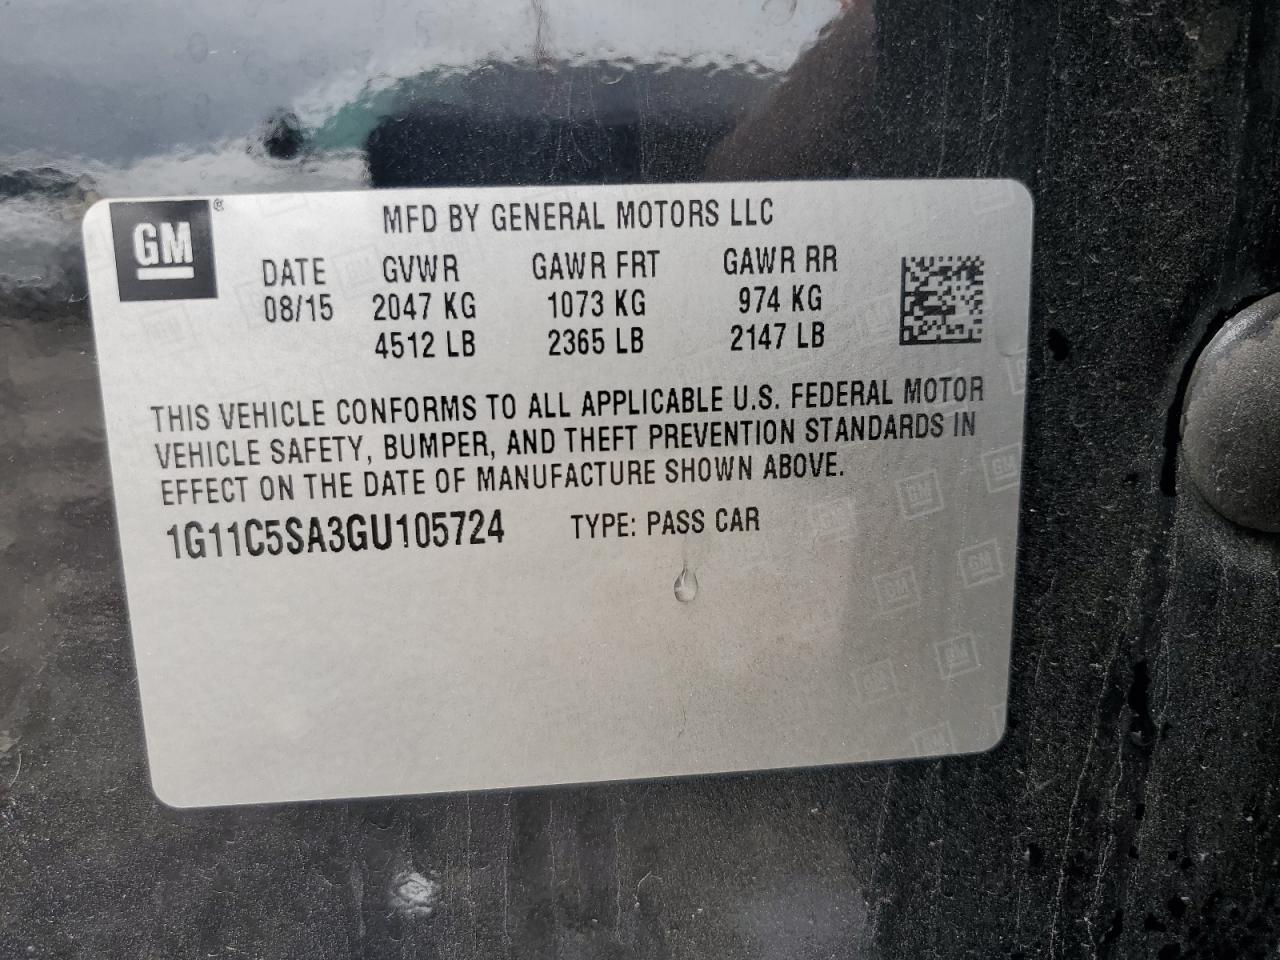 GM ® MFD BY GENERAL MOTORS LLC
DATE GVWR GAWR FRT GAWR RR
08/15 2047 KG 1073 KG 974 KG
4512 LB 2365 LB 2147 LB
THIS VEHICLE CONFORMS TO ALL APPLICABLE U.S. FEDERAL MOTOR
VEHICLE SAFETY, BUMPER, AND THEFT PREVENTION STANDARDS IN
EFFECT ON THE DATE OF MANUFACTURE SHOWN ABOVE.
1G11C5SA3GU105724 TYPE: PASS CAR